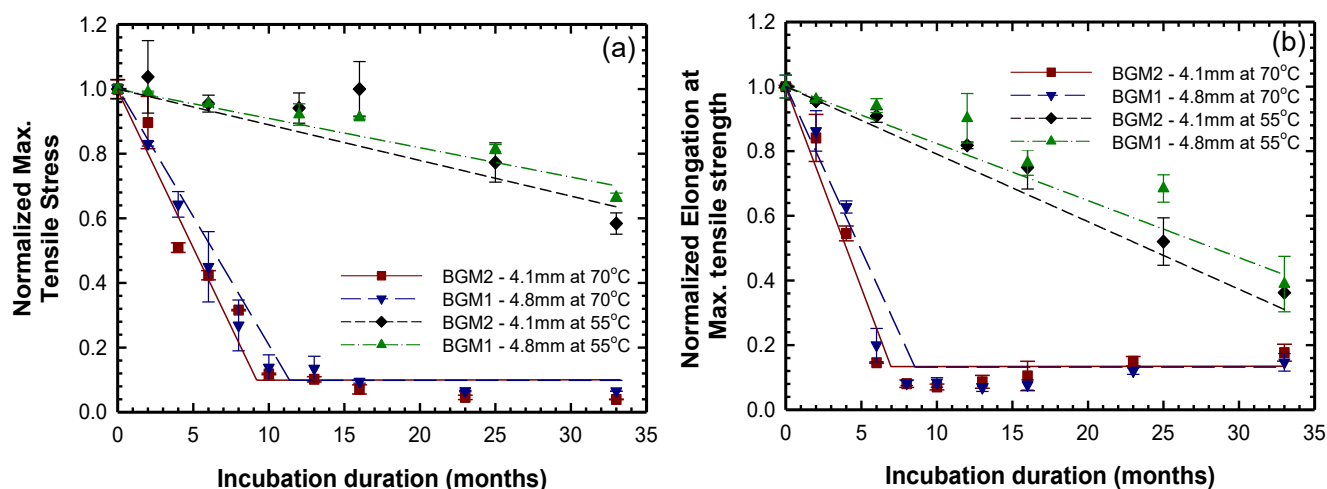 (a)
Normalized Max.
Tensile Stress
1.2
1.0
0.8
0.6
0.4
0.2
0.0
BGM2 - 4.1mm at 70°C
BGM1 - 4.8mm at 70°C
BGM2 - 4.1mm at 55°C
BGM1 - 4.8mm at 55°C
0 5 10 15 20 25 30 35
Incubation duration (months)
(b)
Normalized Elongation at
Max. tensile strength
1.2
1.0
0.8
0.6
0.4
0.2
0.0
BGM2 - 4.1mm at 70°C
BGM1 - 4.8mm at 70°C
BGM2 - 4.1mm at 55°C
BGM1 - 4.8mm at 55°C
0 5 10 15 20 25 30 35
Incubation duration (months)